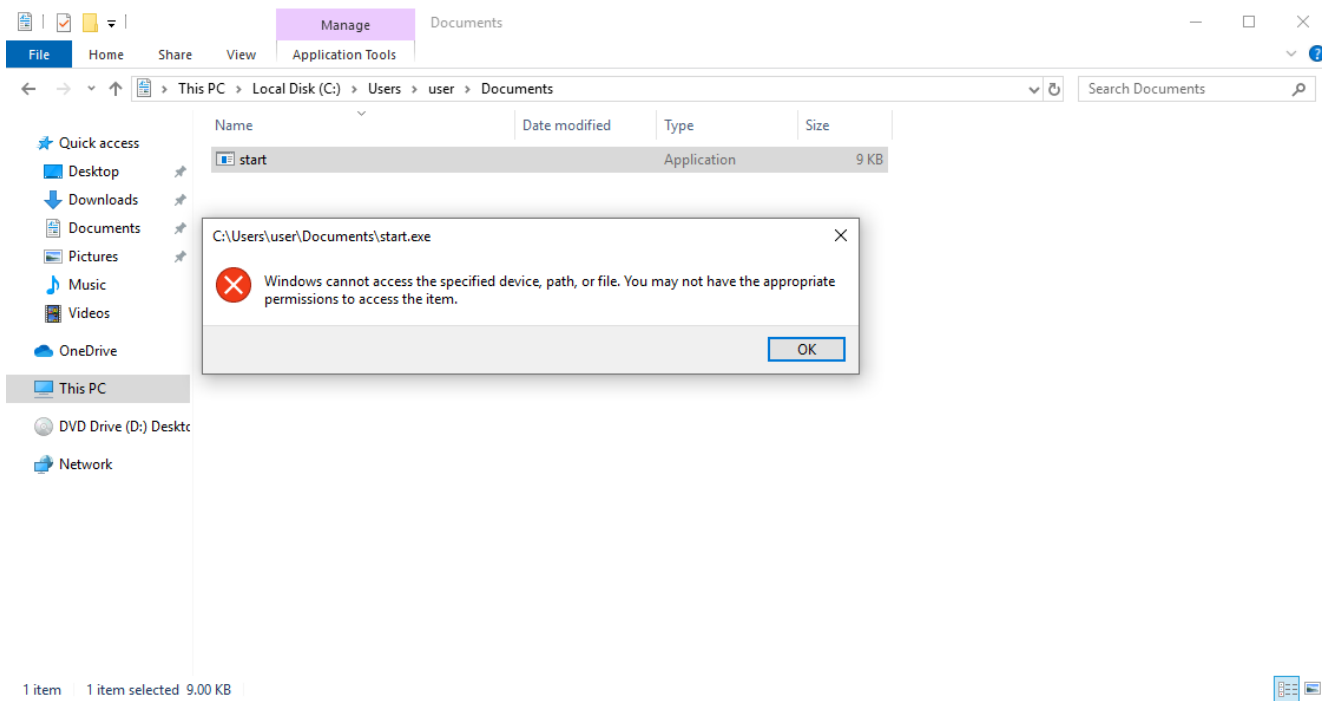 Manage
Documents
File
Home
Share
View
Application Tools
This PC > Local Disk (C:) > Users > user > Documents
Search Documents
Name
Date modified
Type
Size
Quick access
start
Application
9 KB
Desktop
Downloads
Documents
Pictures
Music
Videos
OneDrive
This PC
DVD Drive (D:) Deskto
Network
C:\Users\user\Documents\start.exe
Windows cannot access the specified device, path, or file. You may not have the appropriate
permissions to access the item.
OK
1 item
1 item selected 9.00 KB